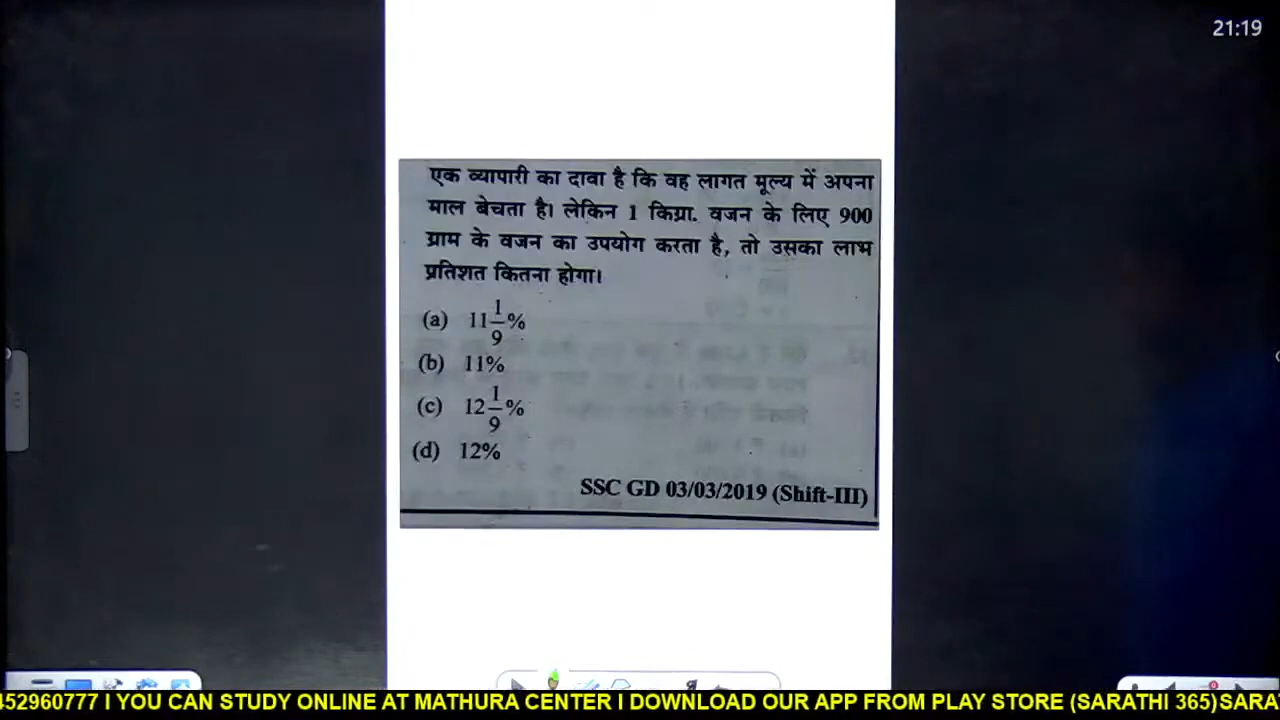 21:19
एक व्यापारी का दावा है कि वह लागत मूल्य में अपना
माल बेचता है। लेकिन 1 किग्रा. वजन के लिए 900
ग्राम के वजन का उपयोग करता है, तो उसका लाभ
प्रतिशत कितना होगा।
(a) 11 1/9 %
(b) 11%
(c) 12 1/9 %
(d) 12%
SSC GD 03/03/2019 (Shift-III)
452960777 I YOU CAN STUDY ONLINE AT MATHURA CENTER I DOWNLOAD OUR APP FROM PLAY STORE (SARATHI 365)SARA